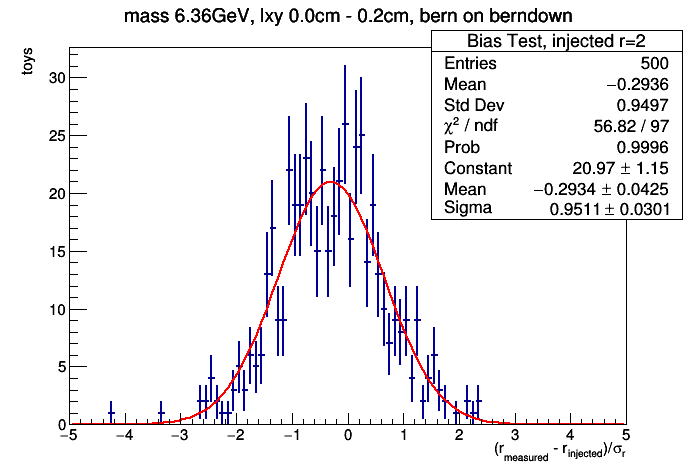 mass 6.36GeV, lxy 0.0cm - 0.2cm, bern on berndown
toys
Bias Test, injected r=2
Entries 500
Mean −0.2936
Std Dev 0.9497
χ² / ndf 56.82 / 97
Prob 0.9996
Constant 20.97 ± 1.15
Mean −0.2934 ± 0.0425
Sigma 0.9511 ± 0.0301
30
25
20
15
10
5
0
−5 −4 −3 −2 −1 0 1 2 3 4 5
(r_measured - r_injected)/σ_r